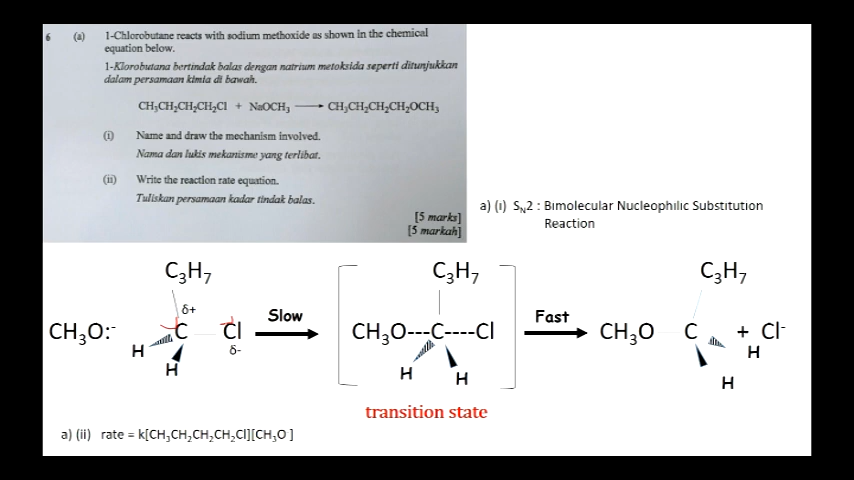 6 (a) 1-Chlorobutane reacts with sodium methoxide as shown in the chemical
equation below.
1-Klorobutana bertindak balas dengan natrium metoksida seperti ditunjukkan
dalam persamaan kimia di bawah.
CH₃CH₂CH₂CH₂Cl + NaOCH₃ ⟶ CH₃CH₂CH₂CH₂OCH₃
(i) Name and draw the mechanism involved.
Nama dan lukis mekanisme yang terlibat.
(ii) Write the reaction rate equation.
Tuliskan persamaan kadar tindak balas.
[5 marks]
[5 markah]
a) (i) Sₙ2 : Bimolecular Nucleophilic Substitution
Reaction
C₃H₇ C₃H₇ C₃H₇
δ+
Slow Fast
CH₃O:⁻ C Cl CH₃O---C----Cl CH₃O C + Cl⁻
δ-
H H
H H H H
transition state
a) (ii) rate = k[CH₃CH₂CH₂CH₂Cl][CH₃O ]